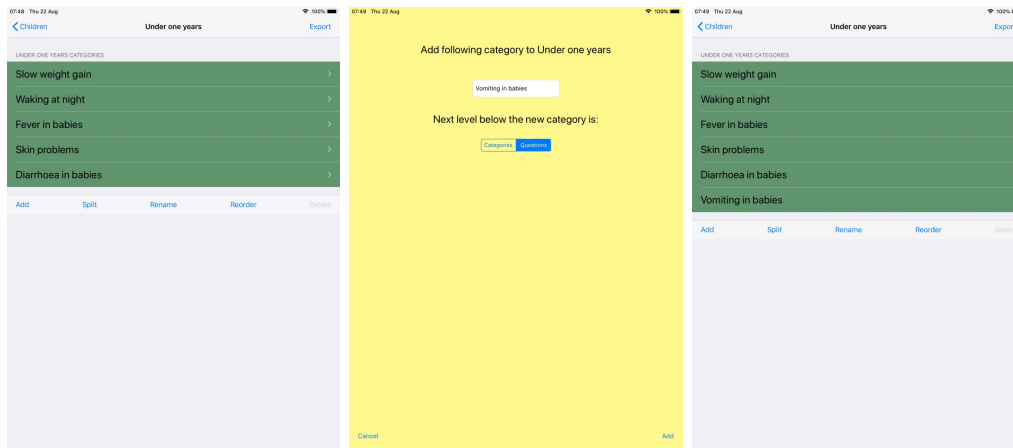 07:48 Thu 22 Aug
100%
Children
Under one years
Export
UNDER ONE YEARS CATEGORIES
Slow weight gain
Waking at night
Fever in babies
Skin problems
Diarrhoea in babies
Add Split Rename Reorder Delete
07:49 Thu 22 Aug
100%
Add following category to Under one years
Vomiting in babies
Next level below the new category is:
Categories Questions
Cancel Add
07:49 Thu 22 Aug
100%
Children
Under one years
Export
UNDER ONE YEARS CATEGORIES
Slow weight gain
Waking at night
Fever in babies
Skin problems
Diarrhoea in babies
Vomiting in babies
Add Split Rename Reorder Delete